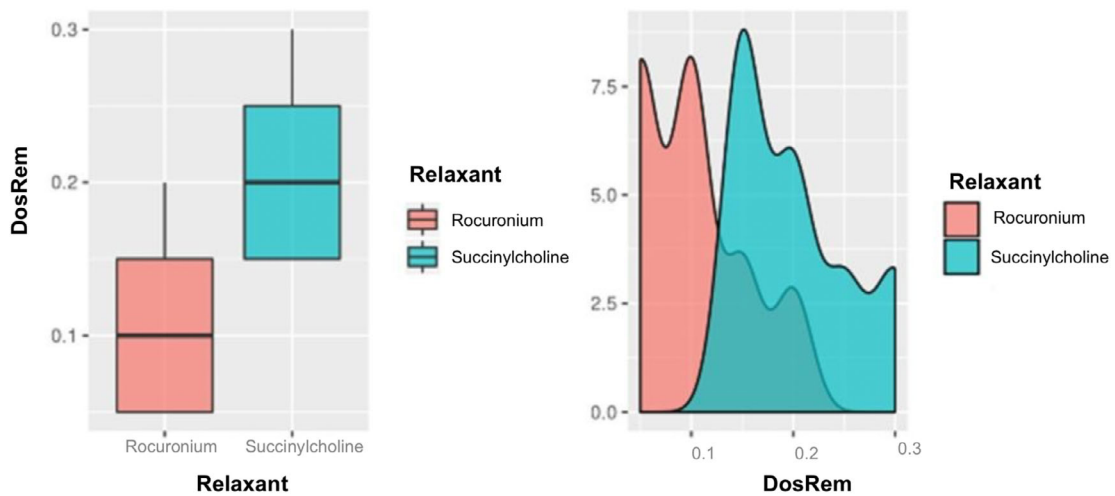 DosRem
0.3
0.2
0.1
Rocuronium Succinylcholine
Relaxant
Relaxant
Rocuronium
Succinylcholine
7.5
5.0
2.5
0.0
0.1 0.2 0.3
DosRem
Relaxant
Rocuronium
Succinylcholine